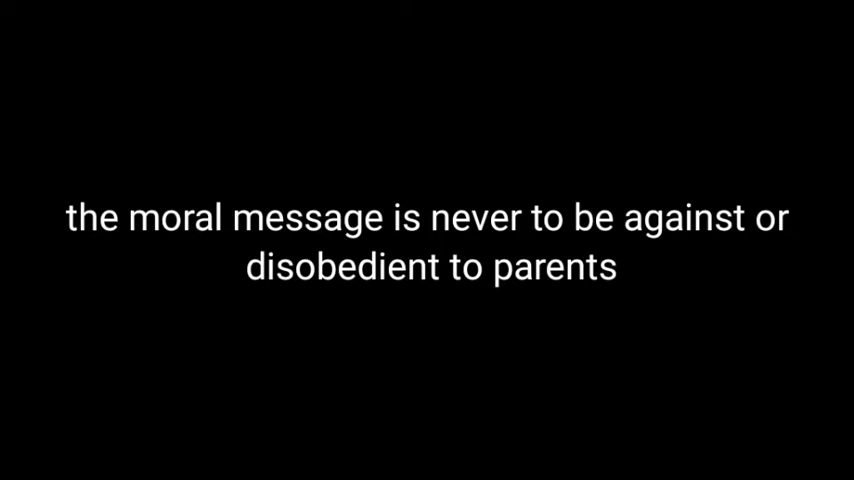 the moral message is never to be against or
disobedient to parents